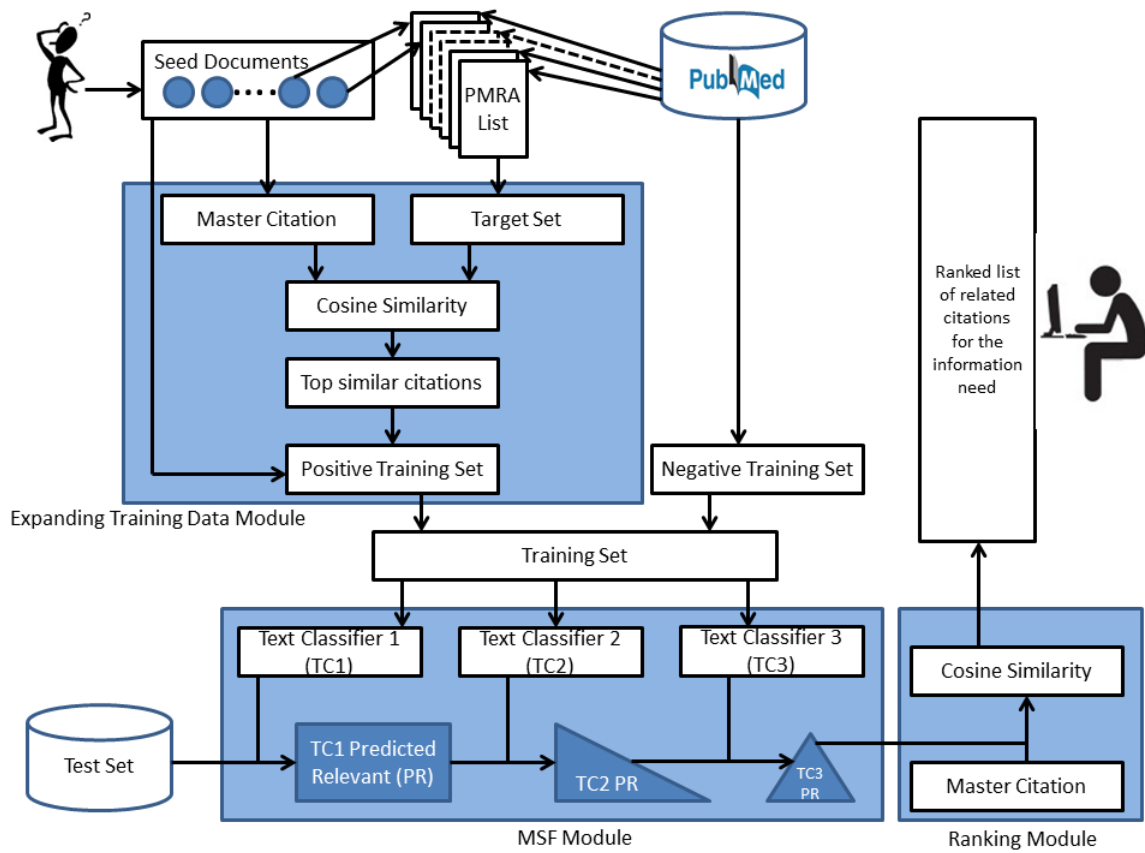 ?
Seed Documents
PMRA
List
PubMed
Master Citation
Target Set
Cosine Similarity
Top similar citations
Positive Training Set
Negative Training Set
Expanding Training Data Module
Training Set
Ranked list
of related
citations
for the
information
need
Text Classifier 1
(TC1)
Text Classifier 2
(TC2)
Text Classifier 3
(TC3)
Cosine Similarity
Test Set
TC1 Predicted
Relevant (PR)
TC2 PR
TC3
PR
Master Citation
MSF Module
Ranking Module